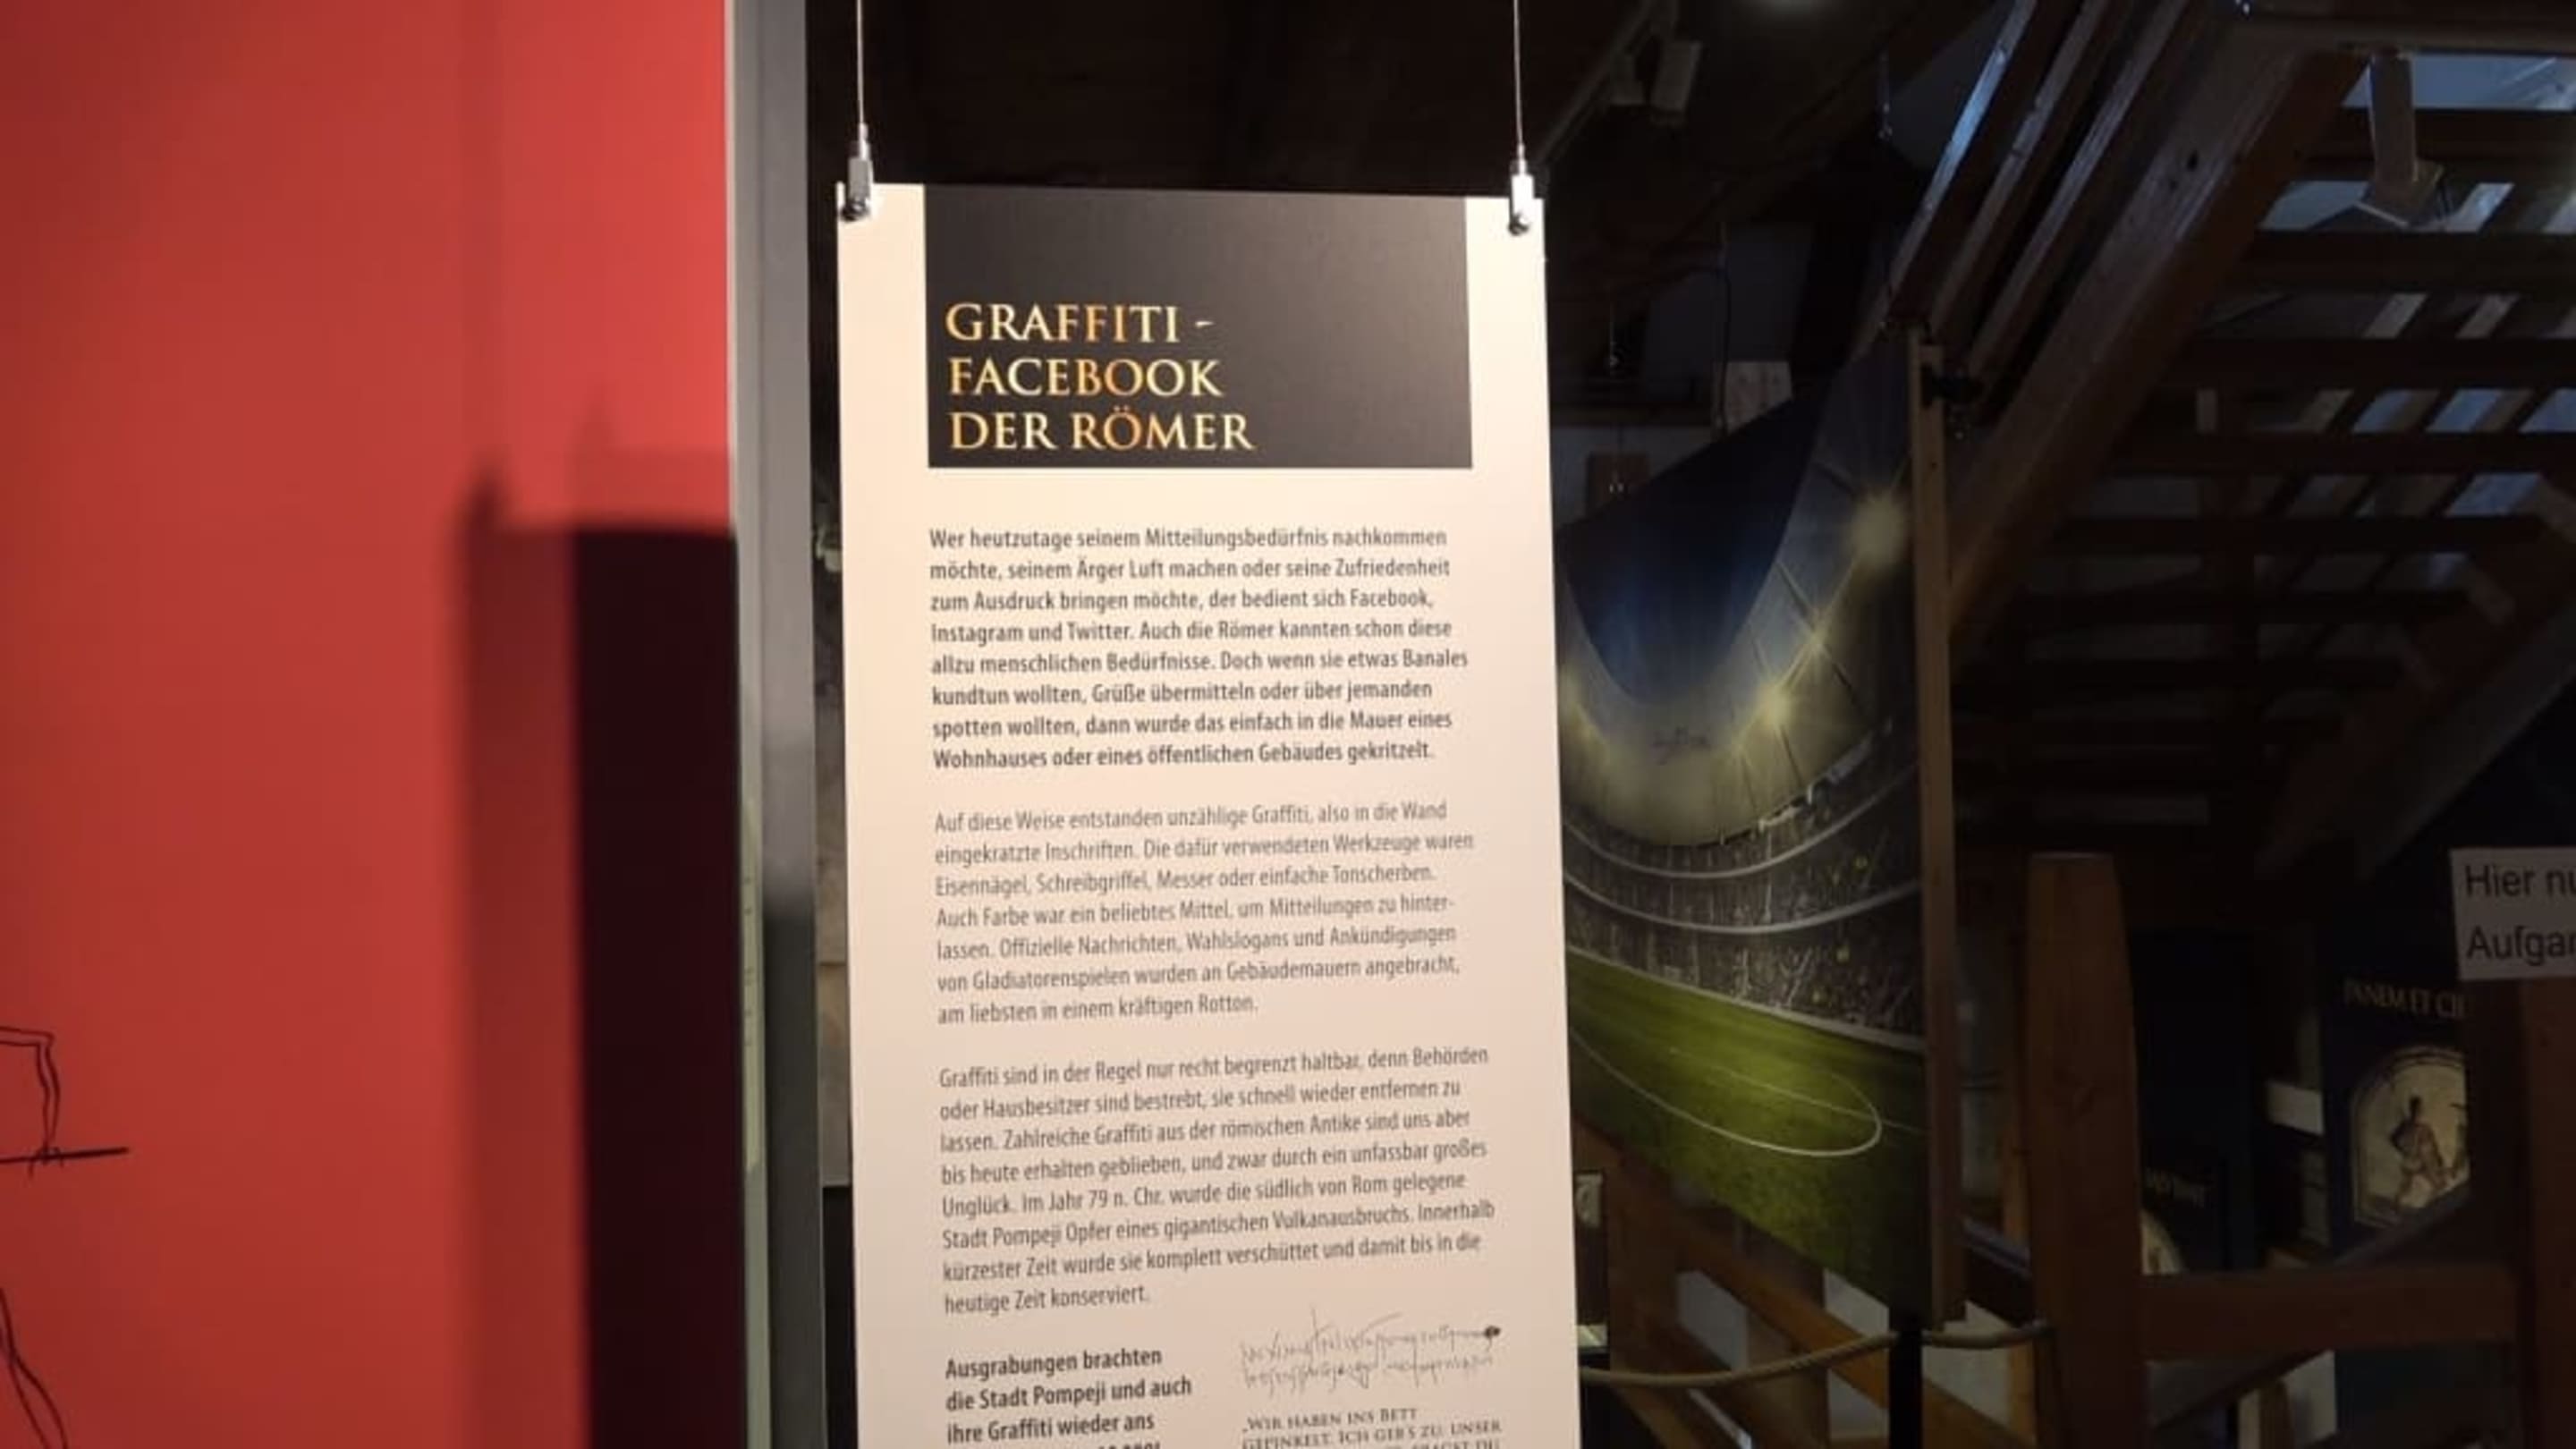 GRAFFITI -
FACEBOOK
DER RÖMER
Wer heutzutage seinem Mitteilungsbedürfnis nachkommen
möchte, seinem Ärger Luft machen oder seine Zufriedenheit
zum Ausdruck bringen möchte, der bedient sich Facebook,
Instagram und Twitter. Auch die Römer kannten schon diese
allzu menschlichen Bedürfnisse. Doch wenn sie etwas Banales
kundtun wollten, Grüße übermitteln oder über jemanden
spotten wollten, dann wurde das einfach in die Mauer eines
Wohnhauses oder eines öffentlichen Gebäudes gekritzelt.
Auf diese Weise entstanden unzählige Graffiti, also in die Wand
eingekratzte Inschriften. Die dafür verwendeten Werkzeuge waren
Eisennägel, Schreibgriffel, Messer oder einfache Tonscherben.
Auch Farbe war ein beliebtes Mittel, um Mitteilungen zu hinter-
lassen. Offizielle Nachrichten, Wahlslogans und Ankündigungen
von Gladiatorenspielen wurden an Gebäudemauern angebracht,
am liebsten in einem kräftigen Rotton.
Graffiti sind in der Regel nur recht begrenzt haltbar, denn Behörden
oder Hausbesitzer sind bestrebt, sie schnell wieder entfernen zu
lassen. Zahlreiche Graffiti aus der römischen Antike sind uns aber
bis heute erhalten geblieben, und zwar durch ein unfassbar großes
Unglück. Im Jahr 79 n. Chr. wurde die südlich von Rom gelegene
Stadt Pompeji Opfer eines gigantischen Vulkanausbruchs. Innerhalb
kürzester Zeit wurde sie komplett verschüttet und damit bis in die
heutige Zeit konserviert.
Ausgrabungen brachten
die Stadt Pompeji und auch
ihre Graffiti wieder ans
„WIR HABEN INS BETT
GEPINKELT. ICH GEB'S ZU. UNSER
Hier nu
Aufgan
PANEM ET CI